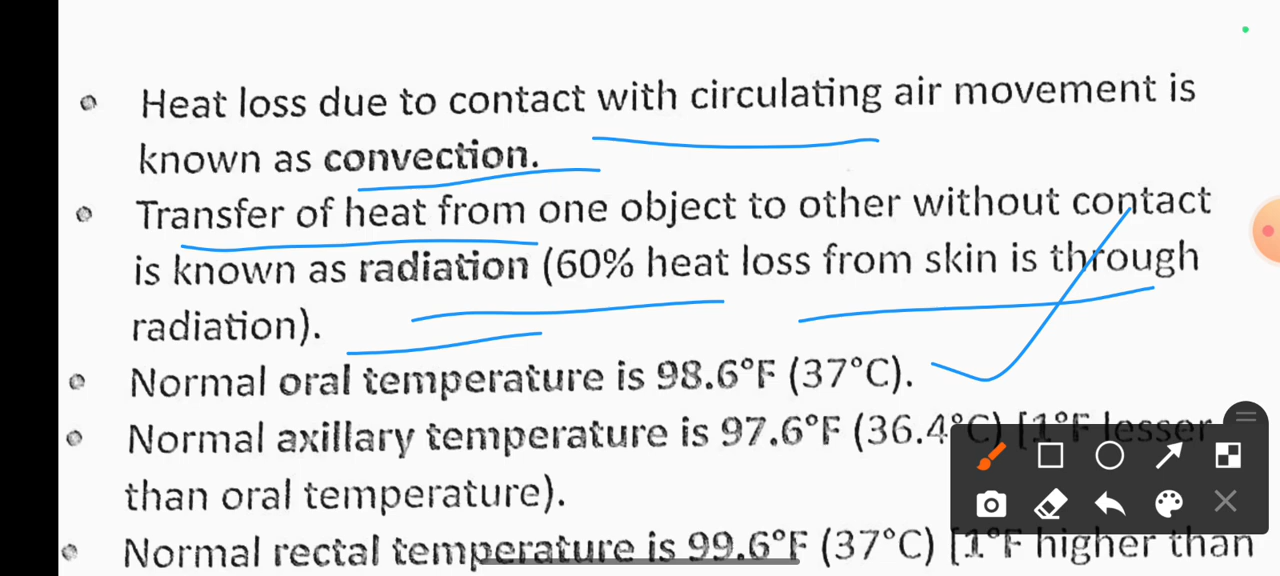 Heat loss due to contact with circulating air movement is
known as convection.
Transfer of heat from one object to other without contact
is known as radiation (60% heat loss from skin is through
radiation).
Normal oral temperature is 98.6°F (37°C).
Normal axillary temperature is 97.6°F (36.4°C) [1°F lesser
than oral temperature).
Normal rectal temperature is 99.6°F (37°C) [1°F higher than